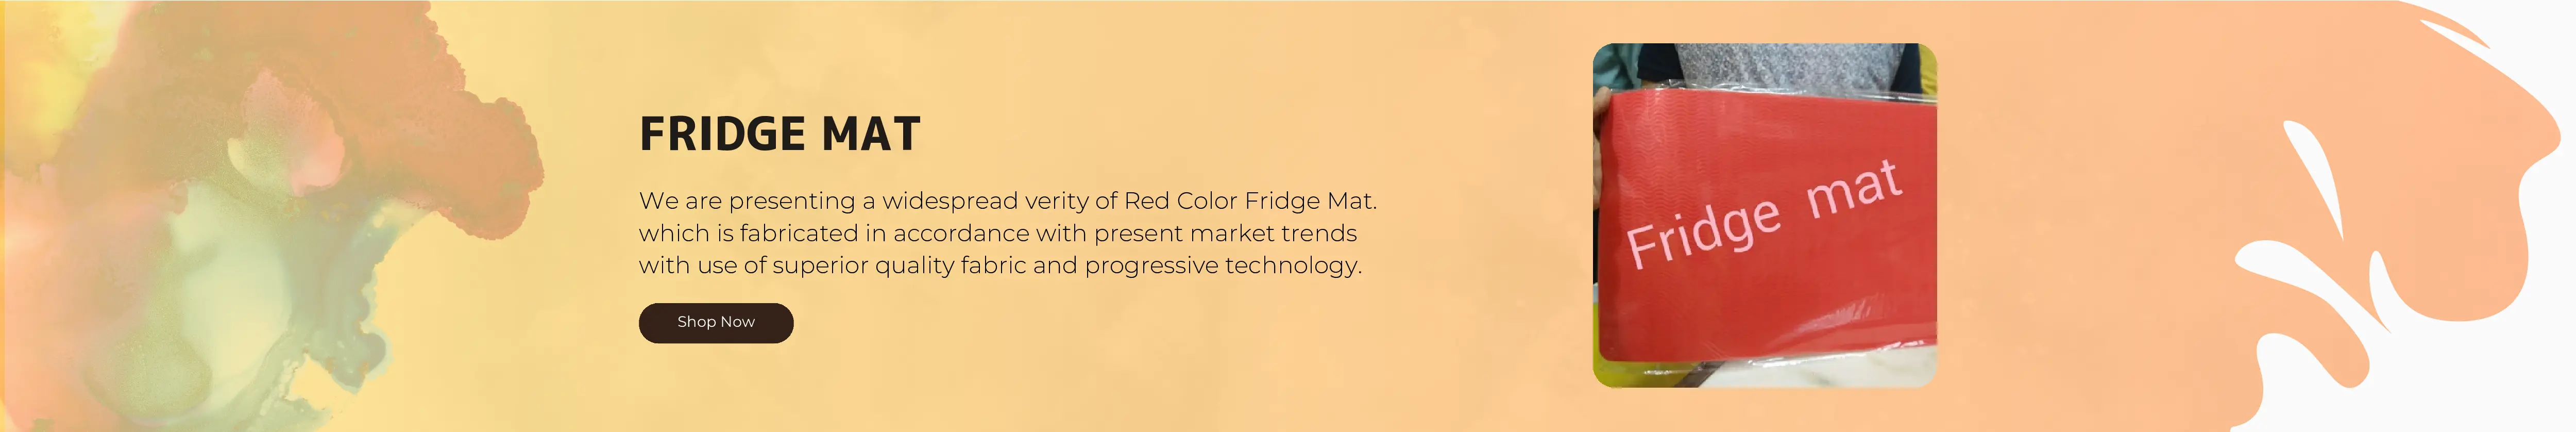 FRIDGE MAT
We are presenting a widespread verity of Red Color Fridge Mat.
which is fabricated in accordance with present market trends
with use of superior quality fabric and progressive technology.
Shop Now
Fridge mat